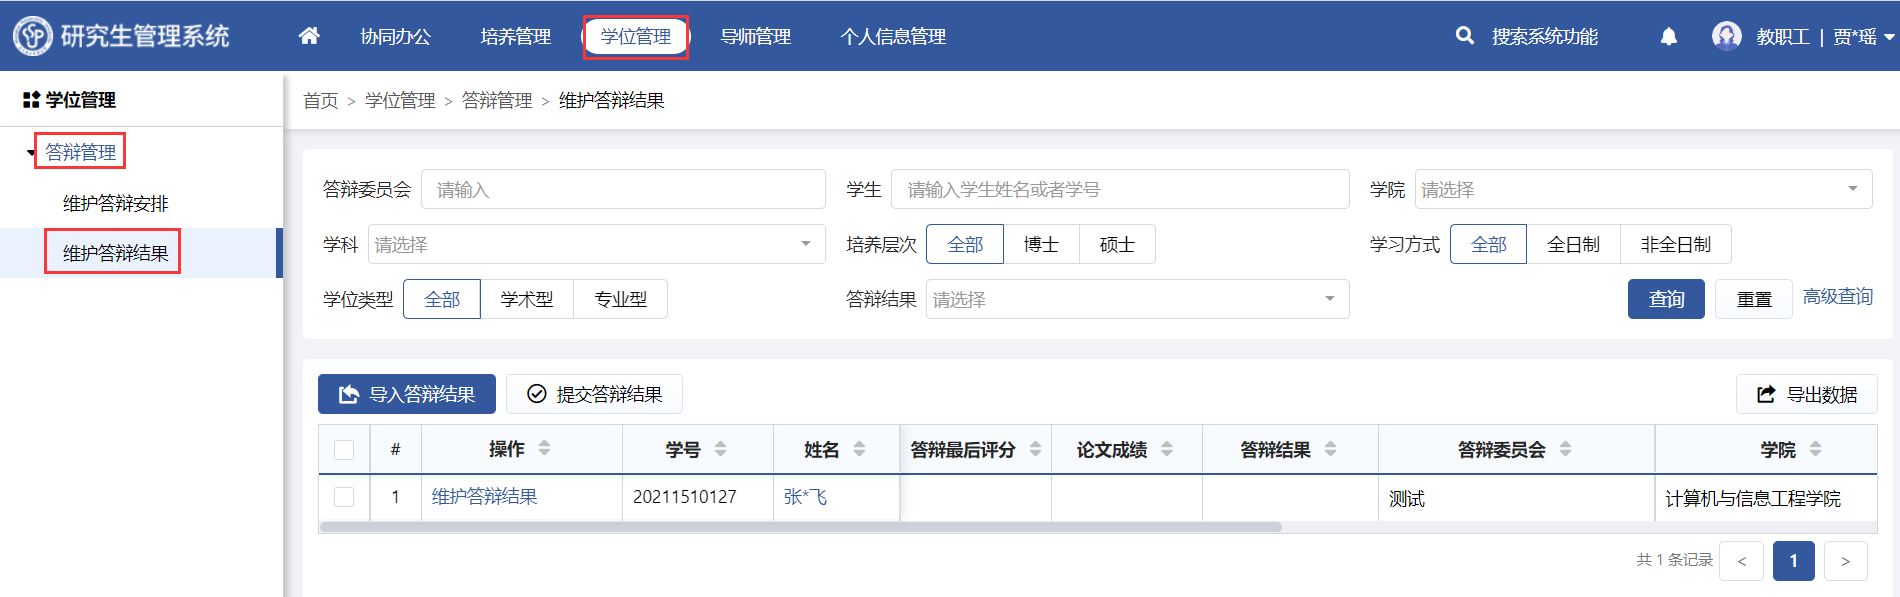 研究生管理系统 协同办公 培养管理 学位管理 导师管理 个人信息管理 搜索系统功能 教职工 | 贾*瑶
学位管理
首页 > 学位管理 > 答辩管理 > 维护答辩结果
答辩管理
维护答辩安排
维护答辩结果
答辩委员会 请输入 学生 请输入学生姓名或者学号 学院 请选择
学科 请选择 培养层次 全部 博士 硕士 学习方式 全部 全日制 非全日制
学位类型 全部 学术型 专业型 答辩结果 请选择 查询 重置 高级查询
导入答辩结果 提交答辩结果 导出数据
# 操作 学号 姓名 答辩最后评分 论文成绩 答辩结果 答辩委员会 学院
1 维护答辩结果 20211510127 张*飞 测试 计算机与信息工程学院
共 1 条记录 < 1 >